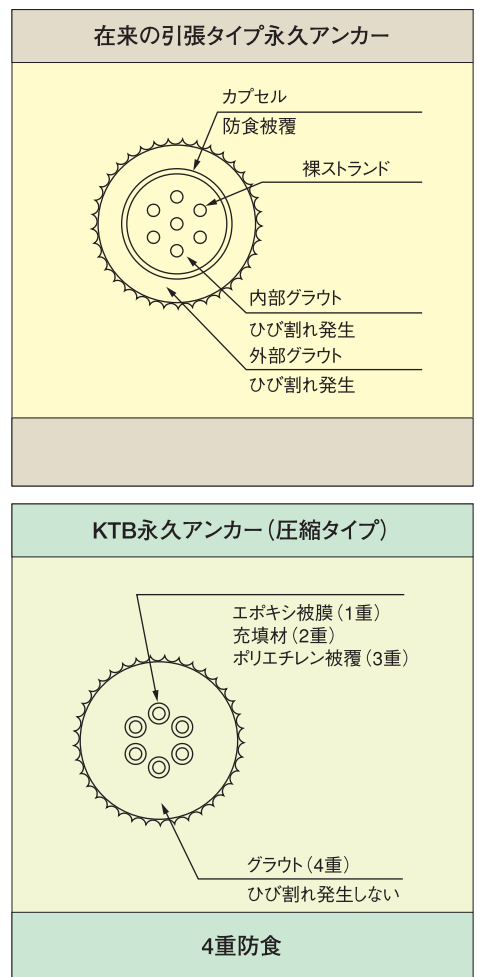 在来の引張タイプ永久アンカー
カプセル
防食被覆
裸ストランド
内部グラウト
ひび割れ発生
外部グラウト
ひび割れ発生
KTB永久アンカー（圧縮タイプ）
エポキシ被膜（1重）
充填材（2重）
ポリエチレン被覆（3重）
グラウト（4重）
ひび割れ発生しない
4重防食